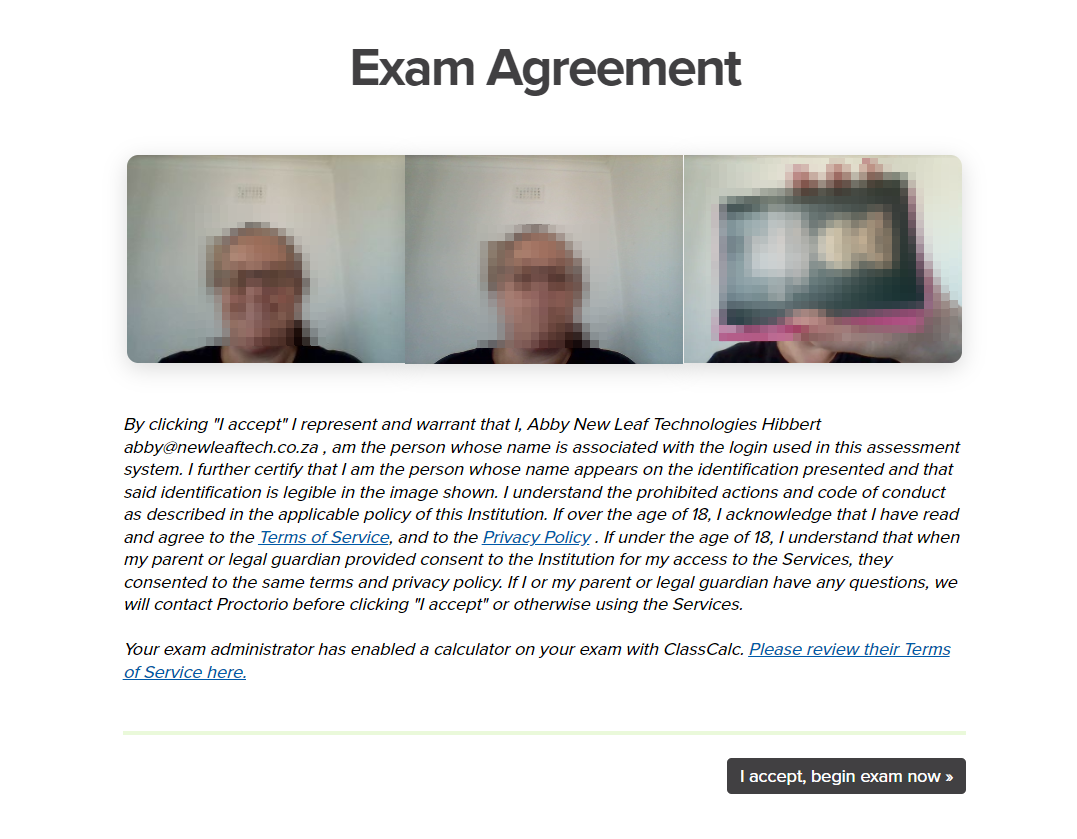 Exam Agreement
By clicking "I accept" I represent and warrant that I, Abby New Leaf Technologies Hibbert
abby@newleaftech.co.za , am the person whose name is associated with the login used in this assessment
system. I further certify that I am the person whose name appears on the identification presented and that
said identification is legible in the image shown. I understand the prohibited actions and code of conduct
as described in the applicable policy of this Institution. If over the age of 18, I acknowledge that I have read
and agree to the Terms of Service, and to the Privacy Policy . If under the age of 18, I understand that when
my parent or legal guardian provided consent to the Institution for my access to the Services, they
consented to the same terms and privacy policy. If I or my parent or legal guardian have any questions, we
will contact Proctorio before clicking "I accept" or otherwise using the Services.
Your exam administrator has enabled a calculator on your exam with ClassCalc. Please review their Terms
of Service here.
I accept, begin exam now »